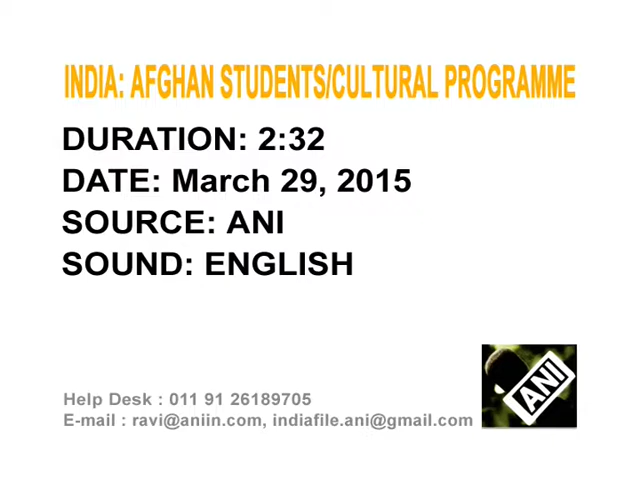 INDIA: AFGHAN STUDENTS/CULTURAL PROGRAMME
DURATION: 2:32
DATE: March 29, 2015
SOURCE: ANI
SOUND: ENGLISH
Help Desk : 011 91 26189705
E-mail : ravi@aniin.com, indiafile.ani@gmail.com
ANI